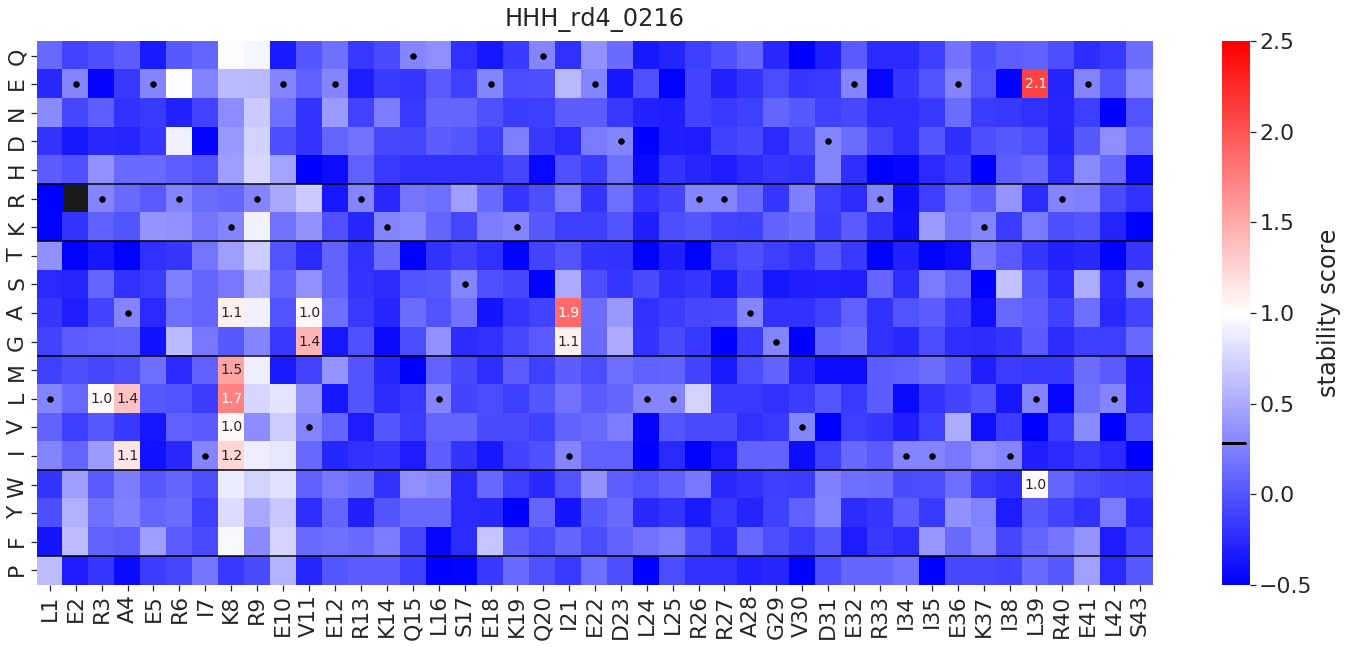 HHH_rd4_0216
Q
E 2.1
N
D
H
R
K
T
S
A 1.1 1.0 1.9
G 1.4 1.1
M 1.5
L 1.0 1.4 1.7
V 1.0
I 1.1 1.2
W 1.0
Y
F
P
L1 E2 R3 A4 E5 R6 I7 K8 R9 E10 V11 E12 R13 K14 Q15 L16 S17 E18 K19 Q20 I21 E22 D23 L24 L25 R26 R27 A28 G29 V30 D31 E32 R33 I34 I35 E36 K37 I38 L39 R40 E41 L42 S43
2.5
2.0
1.5
1.0
0.5
0.0
−0.5
stability score